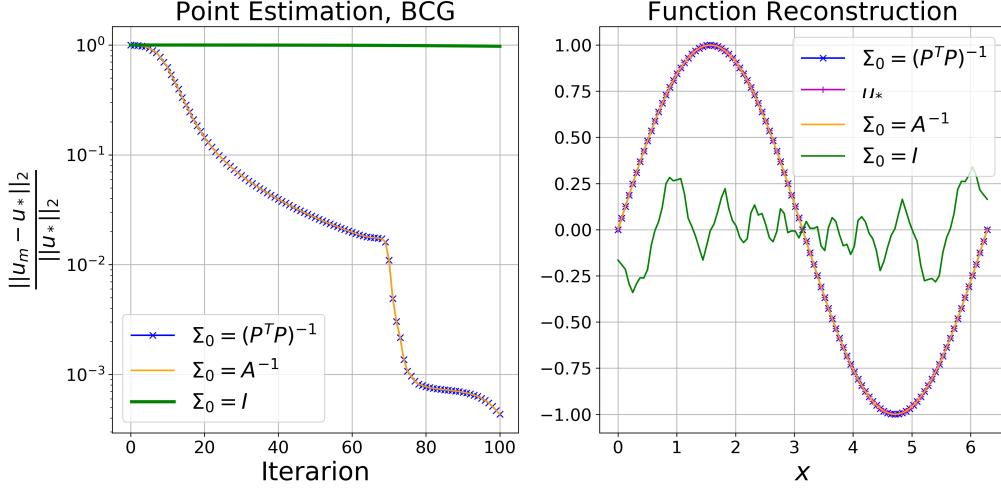 Point Estimation, BCG
||u_m − u_*||_2
||u_*||_2
10^0
10^{-1}
10^{-2}
10^{-3}
Σ_0 = (P^T P)^{-1}
Σ_0 = A^{-1}
Σ_0 = I
0 20 40 60 80 100
Iterarion
Function Reconstruction
1.00
0.75
0.50
0.25
0.00
−0.25
−0.50
−0.75
−1.00
Σ_0 = (P^T P)^{-1}
u_*
Σ_0 = A^{-1}
Σ_0 = I
0 1 2 3 4 5 6
x